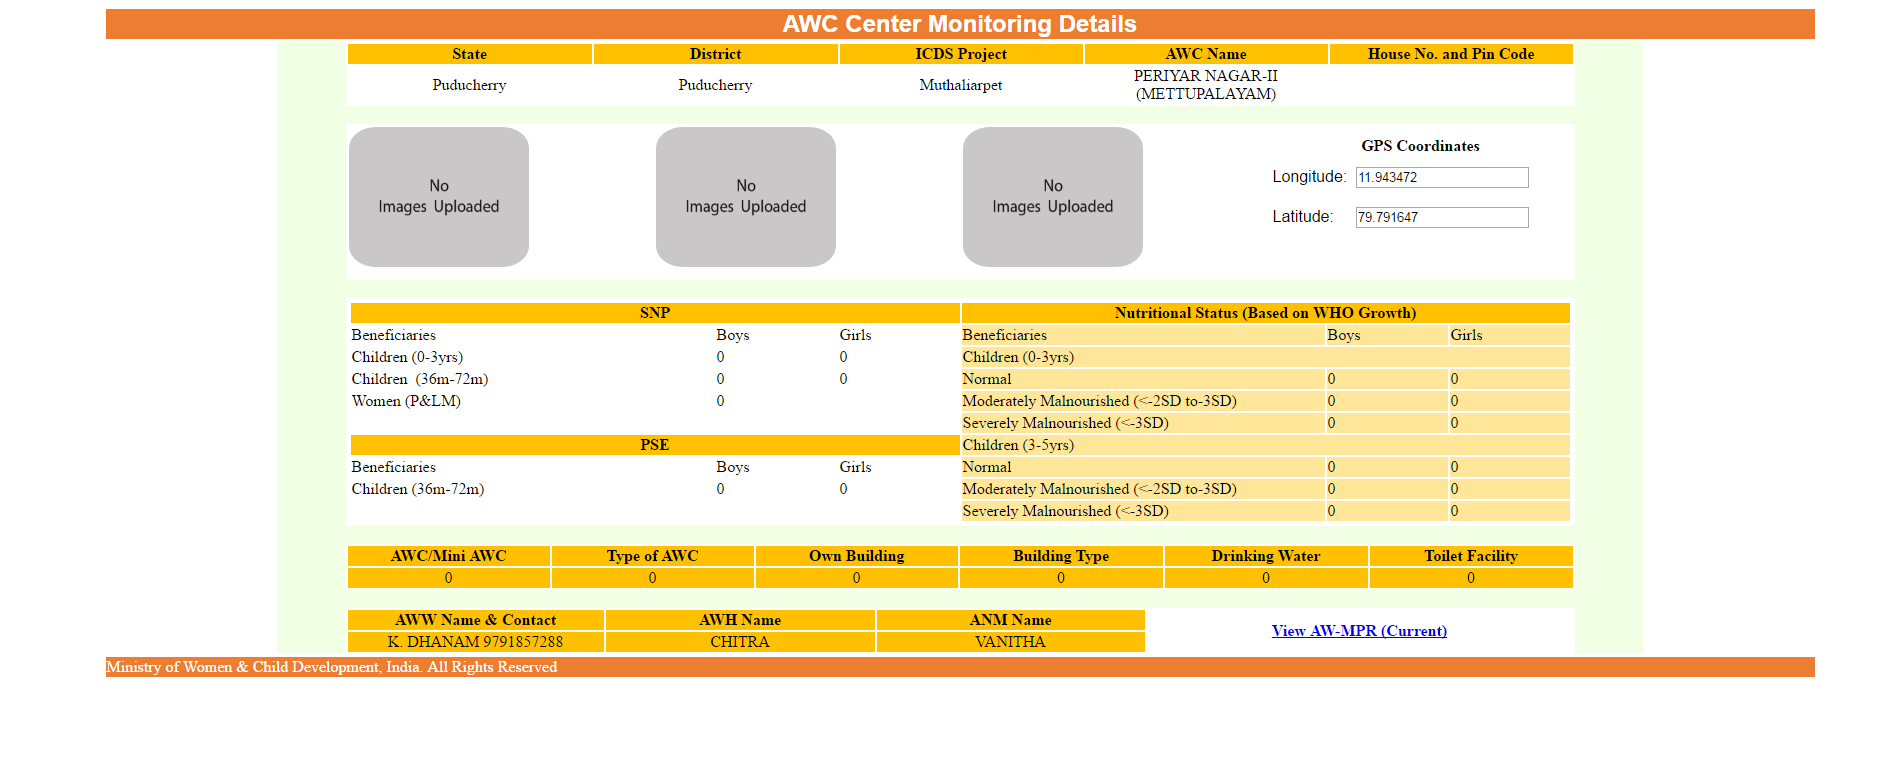 AWC Center Monitoring Details
State District ICDS Project AWC Name House No. and Pin Code
Puducherry Puducherry Muthaliarpet PERIYAR NAGAR-II
(METTUPALAYAM)
No
Images Uploaded
No
Images Uploaded
No
Images Uploaded
GPS Coordinates
Longitude: 11.943472
Latitude: 79.791647
SNP
Beneficiaries Boys Girls
Children (0-3yrs) 0 0
Children (36m-72m) 0 0
Women (P&LM) 0
PSE
Beneficiaries Boys Girls
Children (36m-72m) 0 0
Nutritional Status (Based on WHO Growth)
Beneficiaries Boys Girls
Children (0-3yrs)
Normal 0 0
Moderately Malnourished (<-2SD to-3SD) 0 0
Severely Malnourished (<-3SD) 0 0
Children (3-5yrs)
Normal 0 0
Moderately Malnourished (<-2SD to-3SD) 0 0
Severely Malnourished (<-3SD) 0 0
AWC/Mini AWC Type of AWC Own Building Building Type Drinking Water Toilet Facility
0 0 0 0 0 0
AWW Name & Contact AWH Name ANM Name
K. DHANAM 9791857288 CHITRA VANITHA
View AW-MPR (Current)
Ministry of Women & Child Development, India. All Rights Reserved